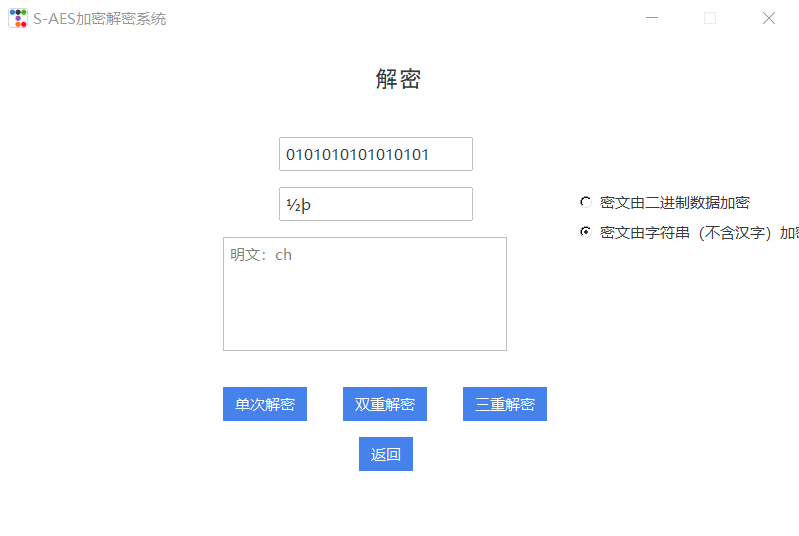 S-AES加密解密系统
解密
0101010101010101
½þ
密文由二进制数据加密
密文由字符串（不含汉字）加密
明文：ch
单次解密
双重解密
三重解密
返回